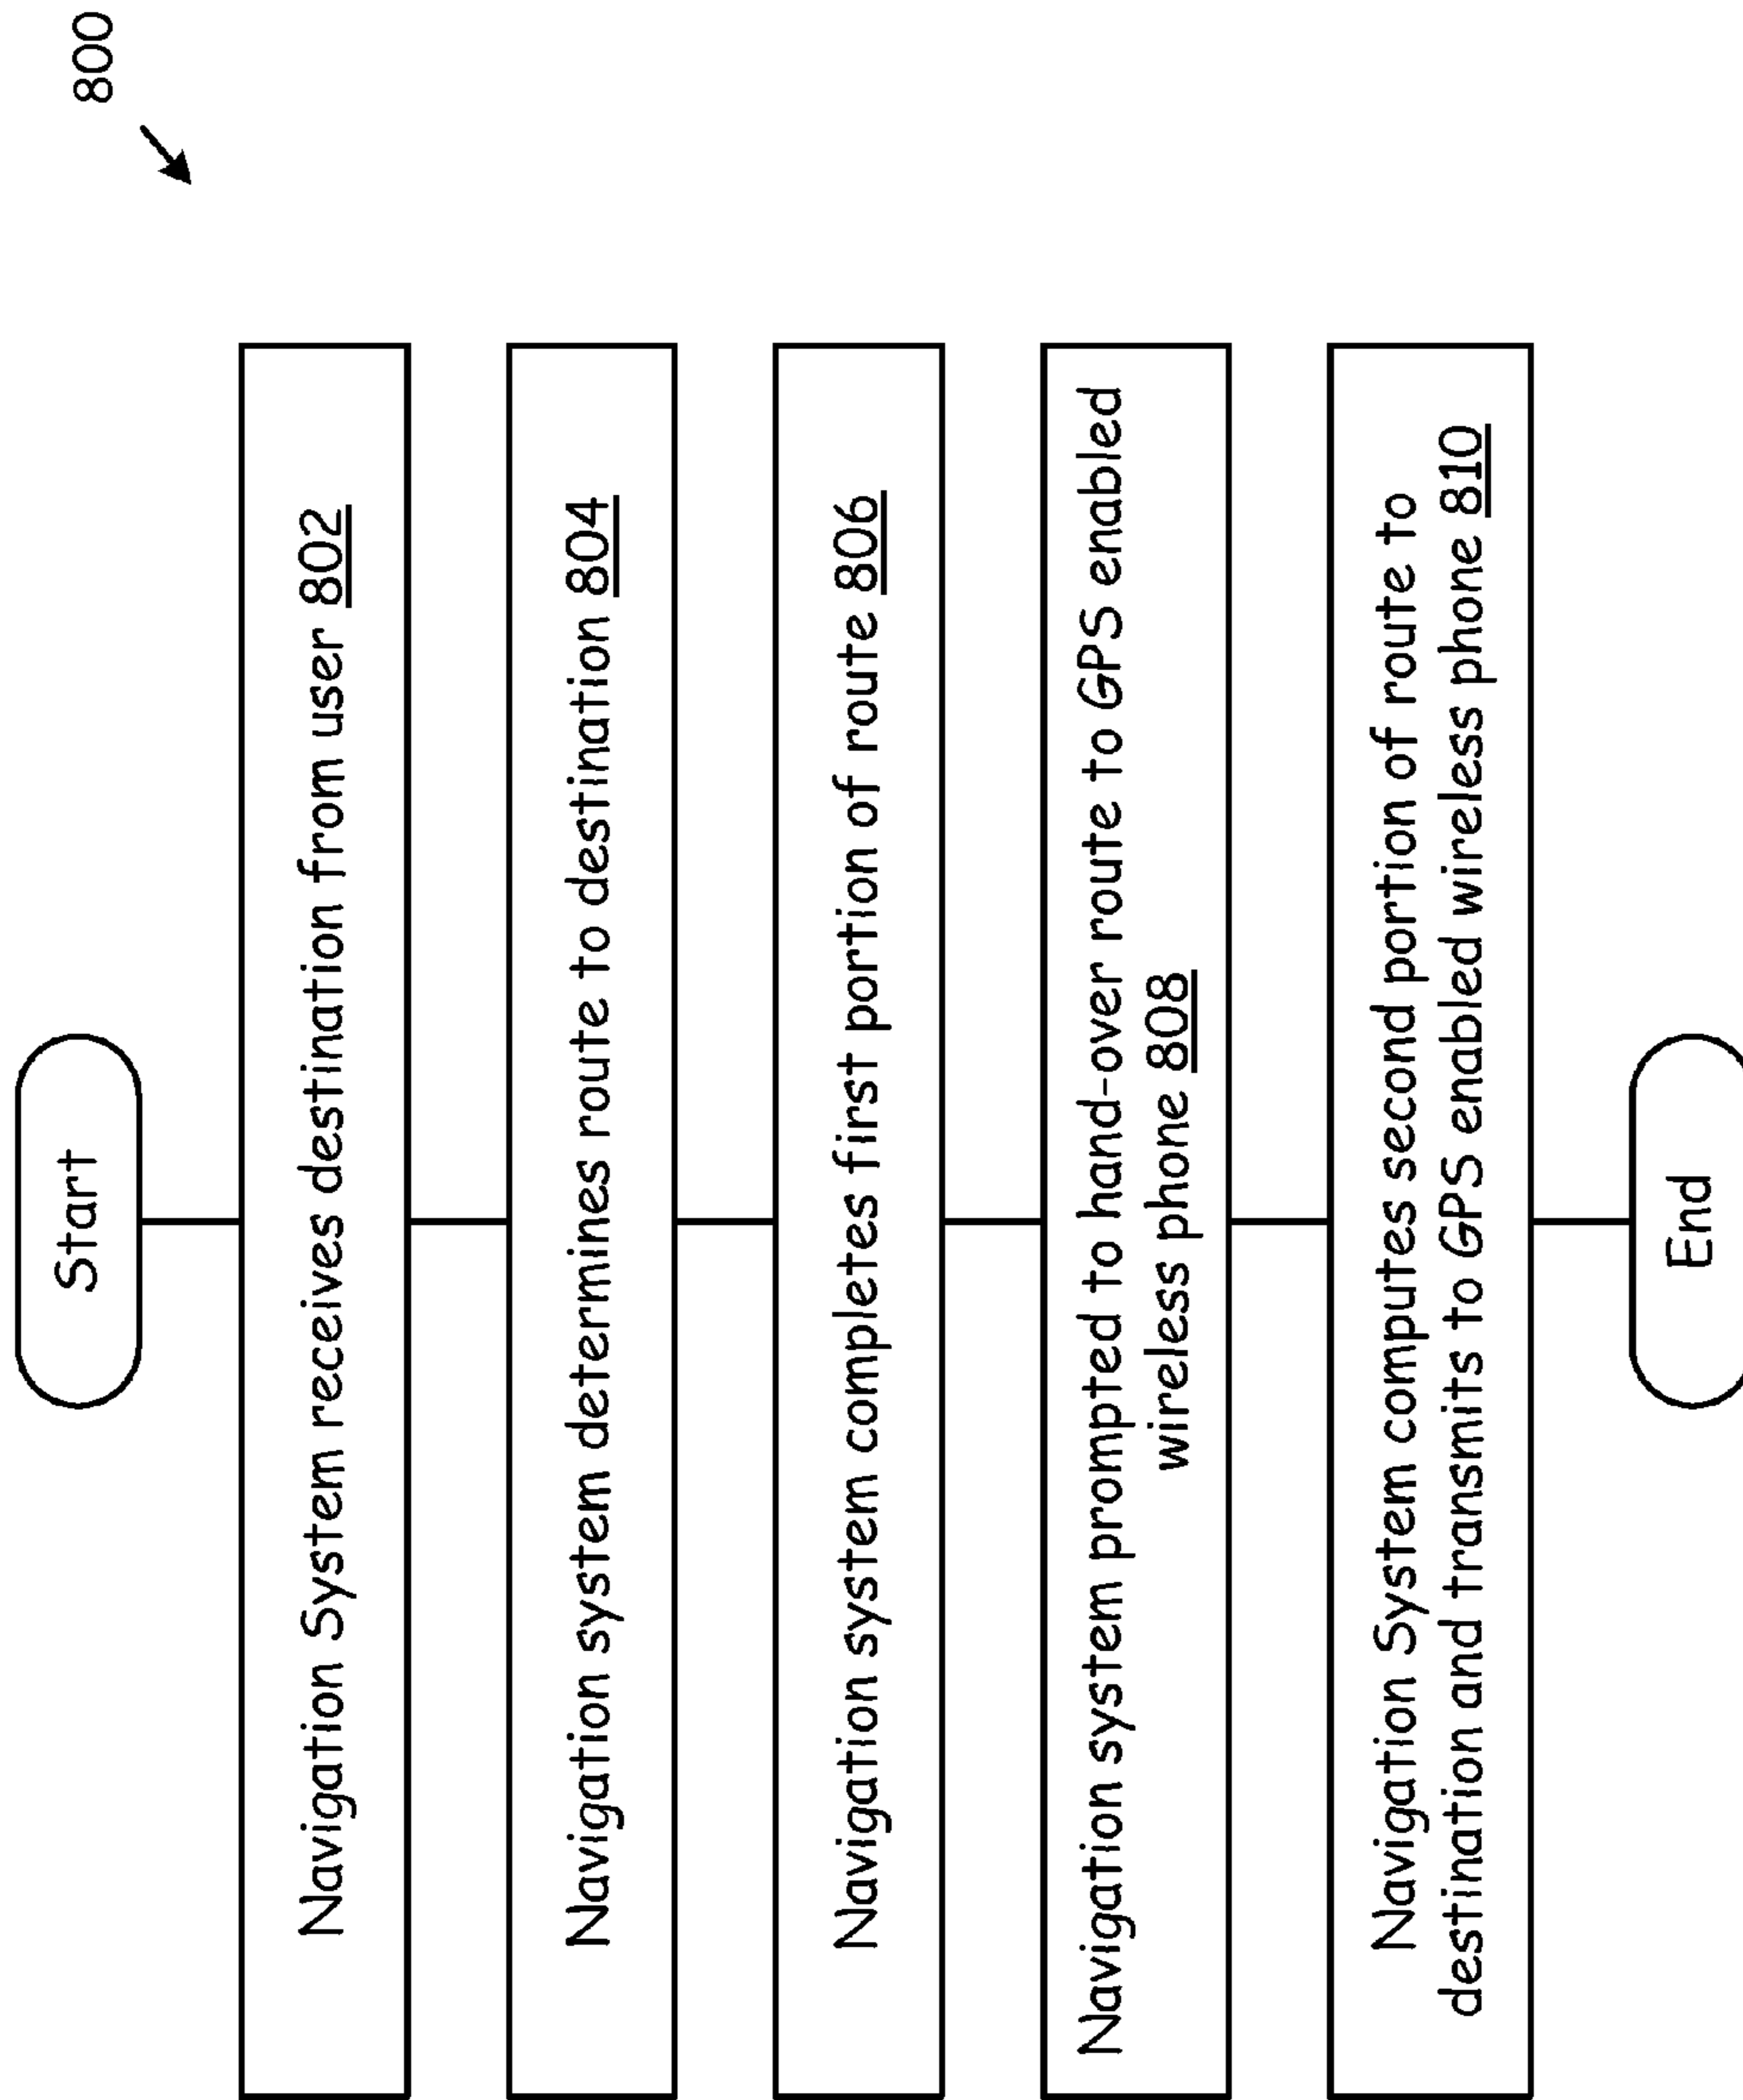 800
Start
Navigation System receives destination from user 802
Navigation system determines route to destination 804
Navigation system completes first portion of route 806
Navigation system prompted to hand-over route to GPS enabled
wireless phone 808
Navigation System computes second portion of route to
destination and transmits to GPS enabled wireless phone 810
End